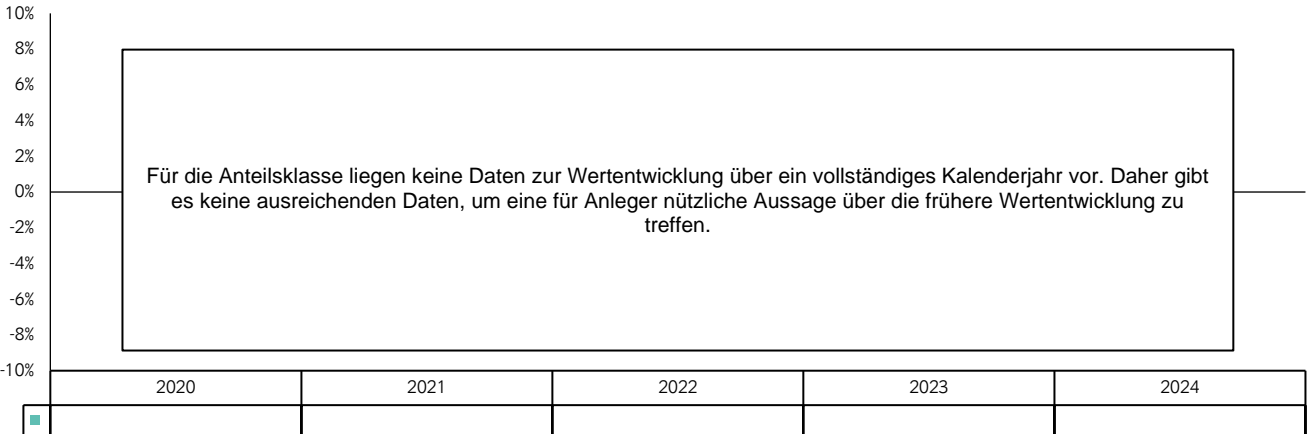 10%
8%
6%
4%
2%
0%
-2%
-4%
-6%
-8%
-10%
Für die Anteilsklasse liegen keine Daten zur Wertentwicklung über ein vollständiges Kalenderjahr vor. Daher gibt
es keine ausreichenden Daten, um eine für Anleger nützliche Aussage über die frühere Wertentwicklung zu
treffen.
2020 2021 2022 2023 2024